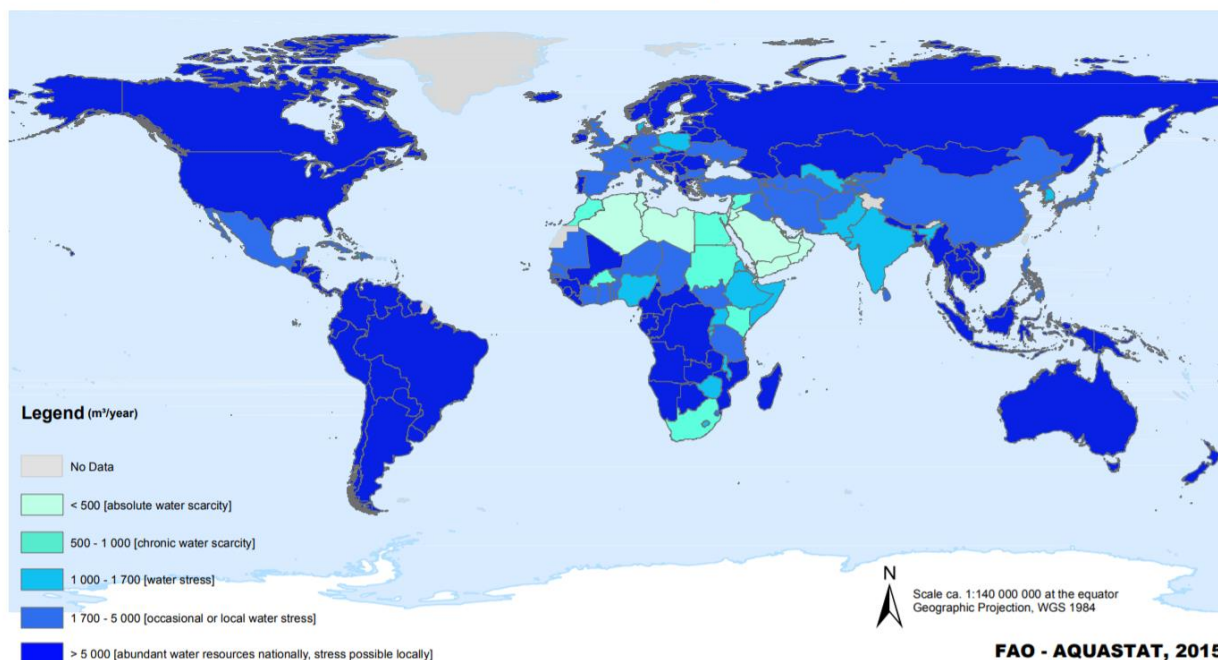 Legend (m³/year)
No Data
< 500 [absolute water scarcity]
500 - 1 000 [chronic water scarcity]
1 000 - 1 700 [water stress]
1 700 - 5 000 [occasional or local water stress]
> 5 000 [abundant water resources nationally, stress possible locally]
N
Scale ca. 1:140 000 000 at the equator
Geographic Projection, WGS 1984
FAO - AQUASTAT, 2015